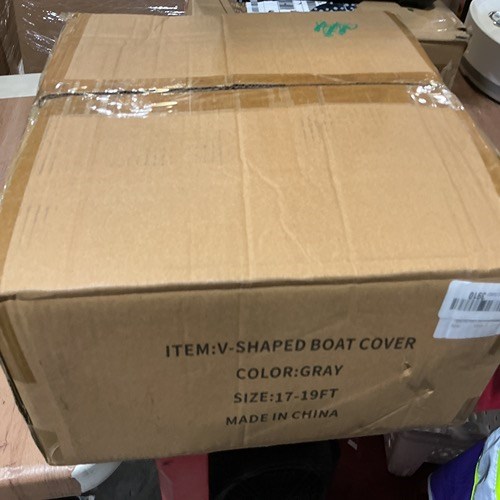 ITEM:V-SHAPED BOAT COVER
COLOR:GRAY
SIZE:17-19FT
MADE IN CHINA